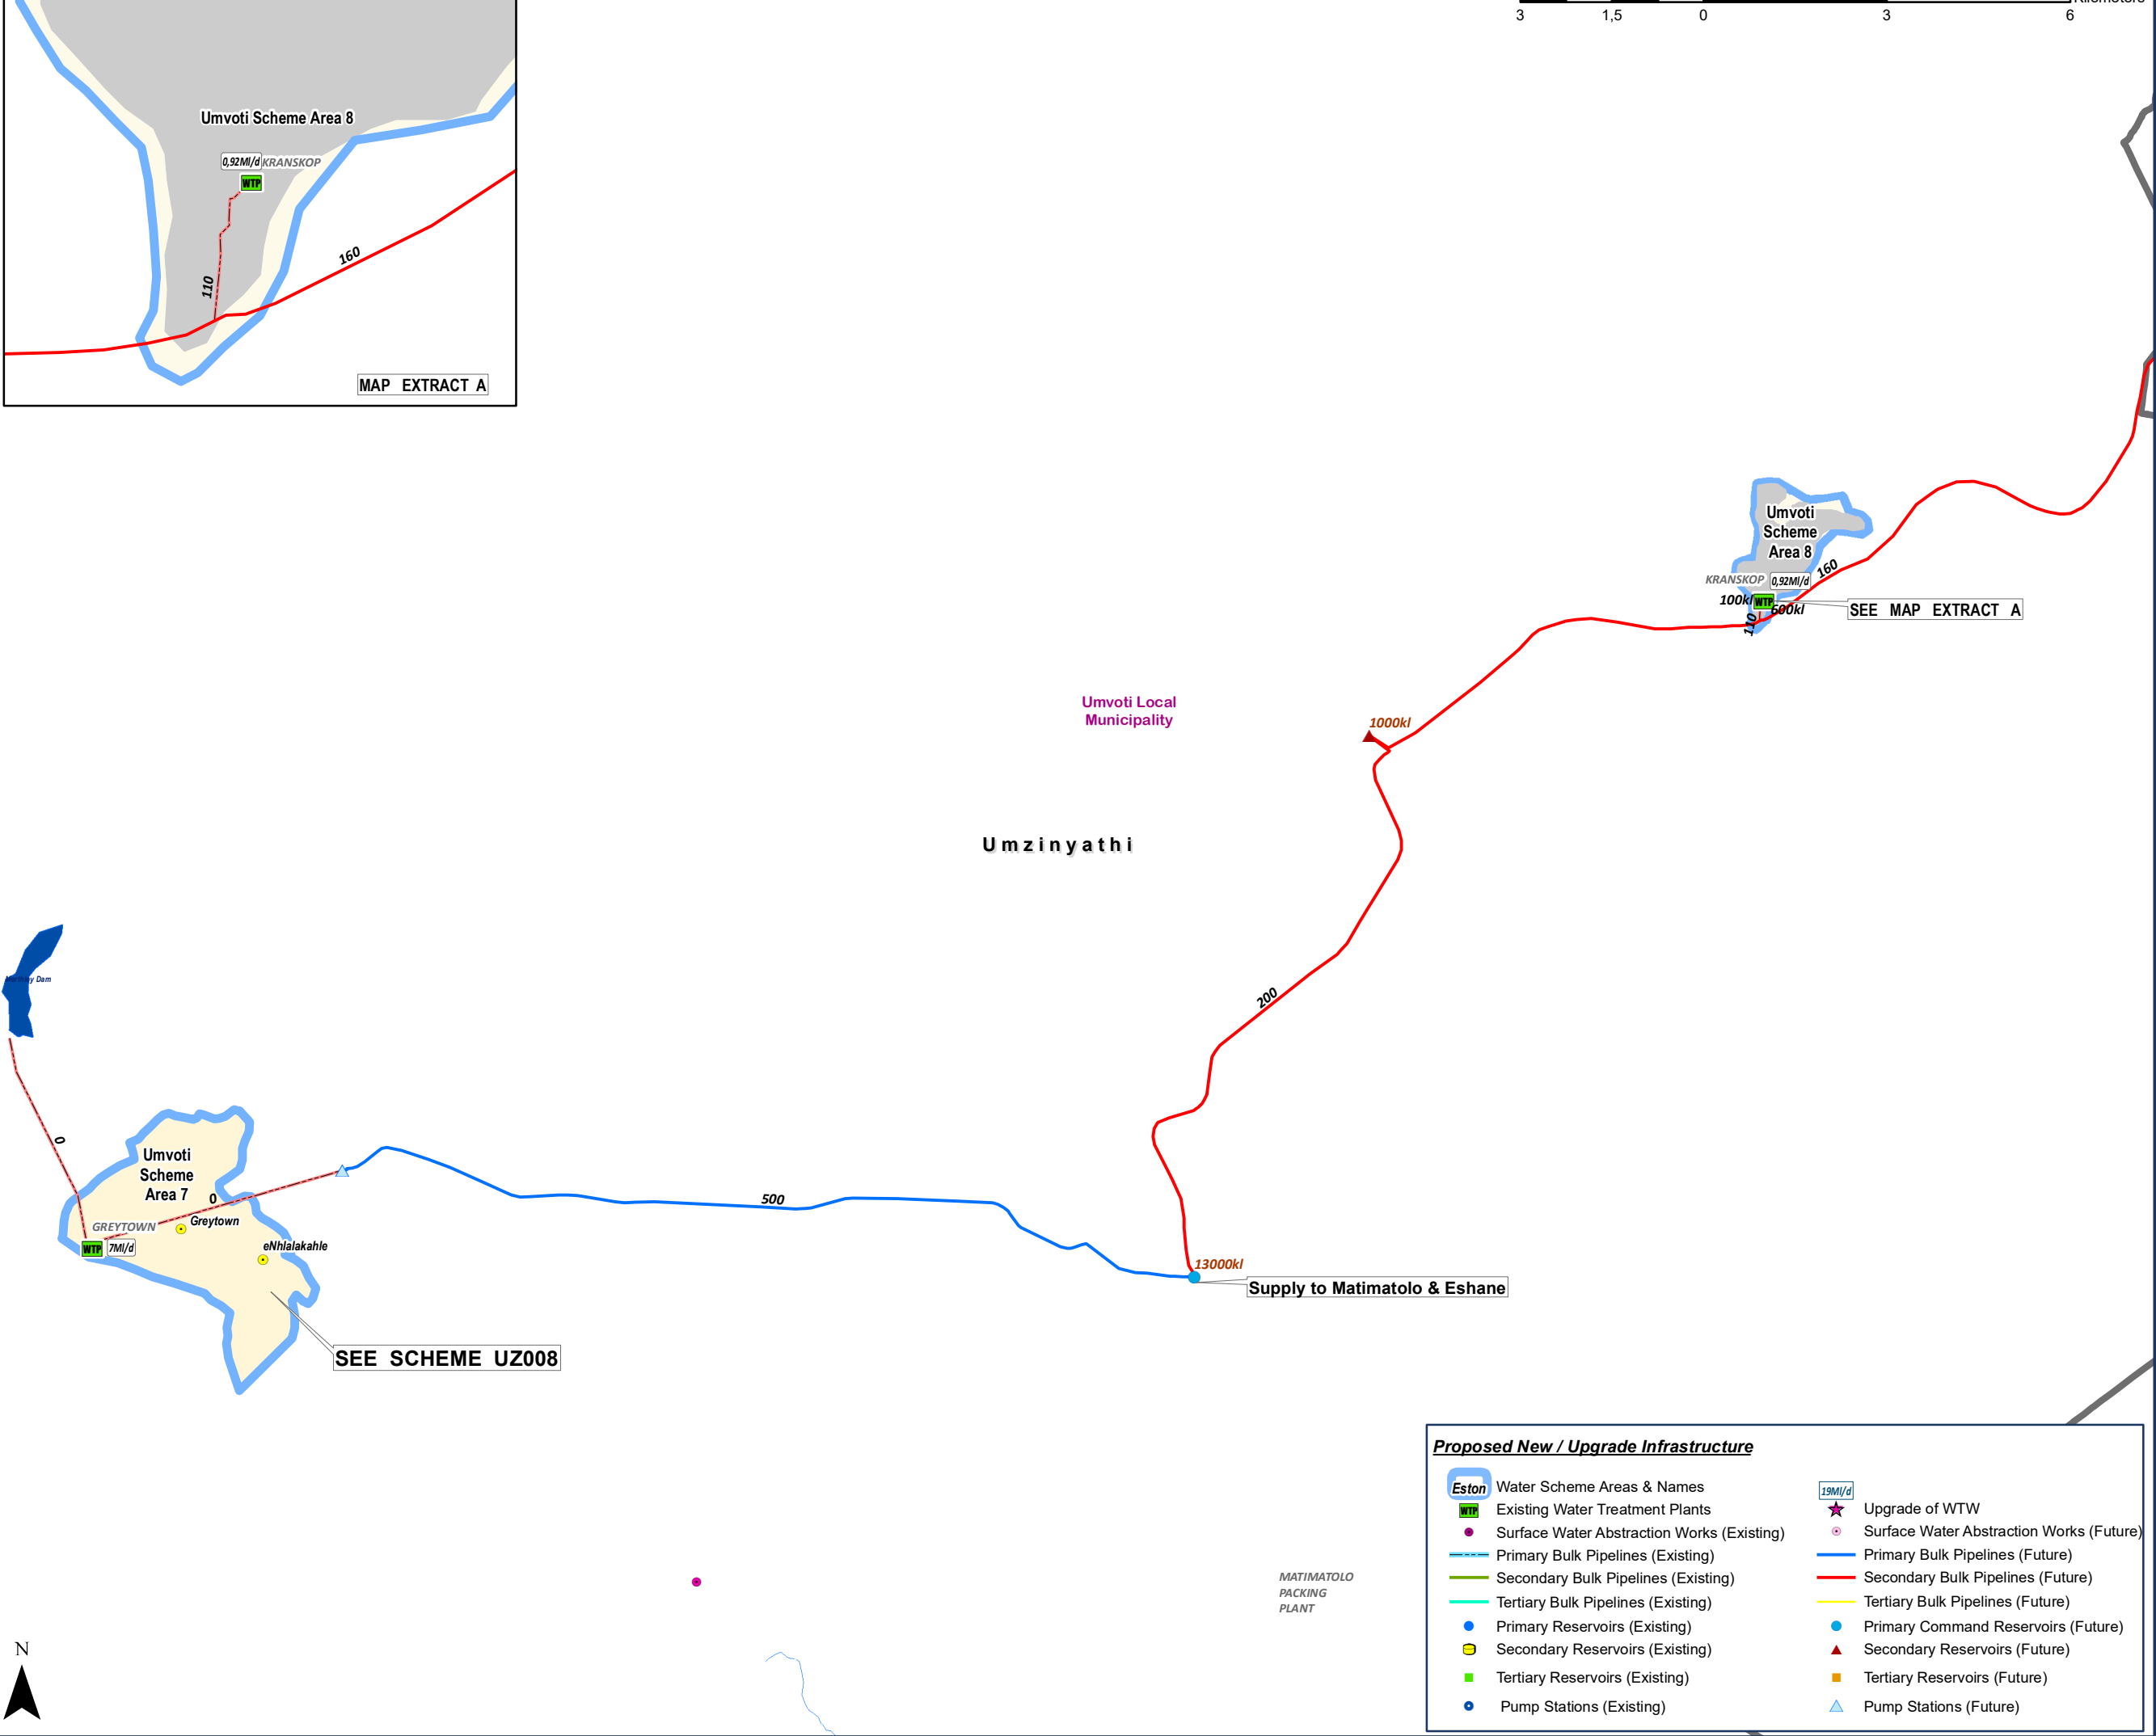 Kilometers
3 1,5 0 3 6
Umvoti Scheme Area 8
0,92Ml/d KRANSKOP
WTP
160
110
MAP EXTRACT A
Umvoti
Scheme
Area 8
160
KRANSKOP 0,92Ml/d
100kl WTP 600kl
SEE MAP EXTRACT A
110
Umvoti Local
Municipality
1000kl
Umzinyathi
Dam
200
0
Umvoti
Scheme
Area 7
0
500
GREYTOWN Greytown
WTP 7Ml/d
eNhlalakahle
13000kl
Supply to Matimatolo & Eshane
SEE SCHEME UZ008
MATIMATOLO
PACKING
PLANT
N
Proposed New / Upgrade Infrastructure
Eston Water Scheme Areas & Names
19Ml/d
WTP Existing Water Treatment Plants
Upgrade of WTW
Surface Water Abstraction Works (Existing)
Surface Water Abstraction Works (Future)
Primary Bulk Pipelines (Existing)
Primary Bulk Pipelines (Future)
Secondary Bulk Pipelines (Existing)
Secondary Bulk Pipelines (Future)
Tertiary Bulk Pipelines (Existing)
Tertiary Bulk Pipelines (Future)
Primary Reservoirs (Existing)
Primary Command Reservoirs (Future)
Secondary Reservoirs (Existing)
Secondary Reservoirs (Future)
Tertiary Reservoirs (Existing)
Tertiary Reservoirs (Future)
Pump Stations (Existing)
Pump Stations (Future)